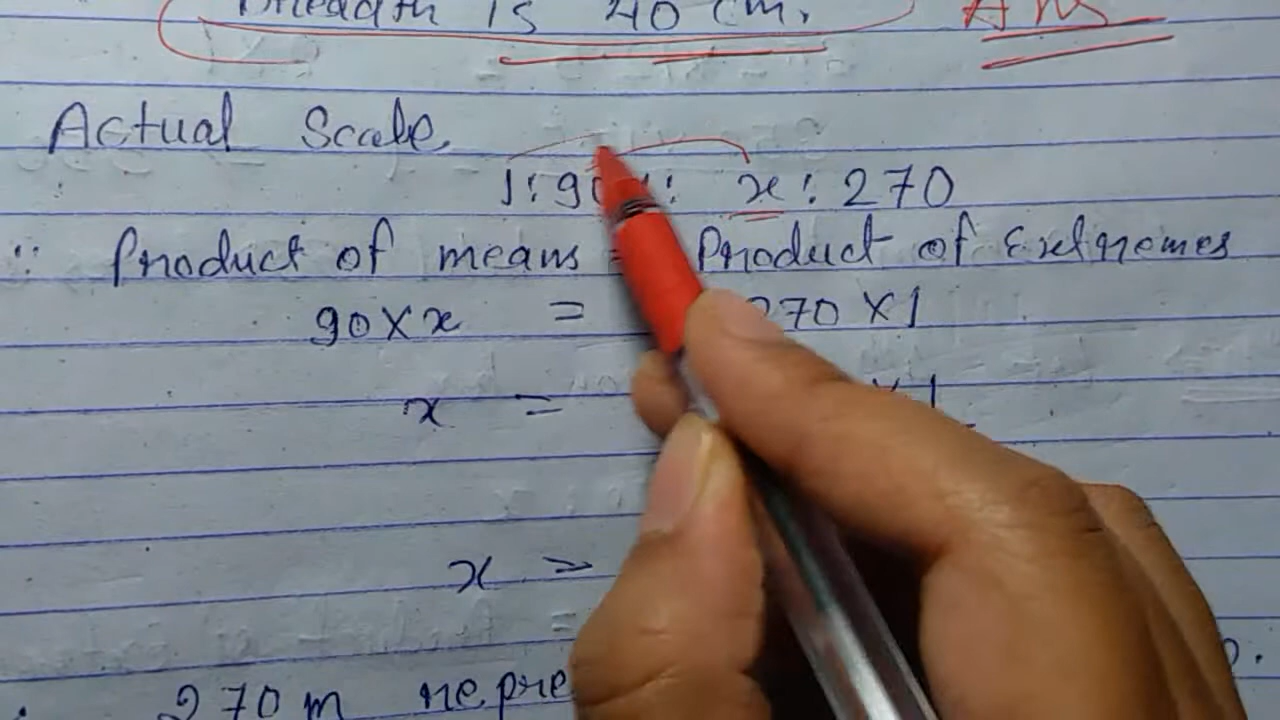 Breadth is 40 cm. Ans
Actual Scale
1:90 :: x : 270
∵ Product of means = Product of Extremes
90 × x = 270 × 1
x = × 1
x =
270 m